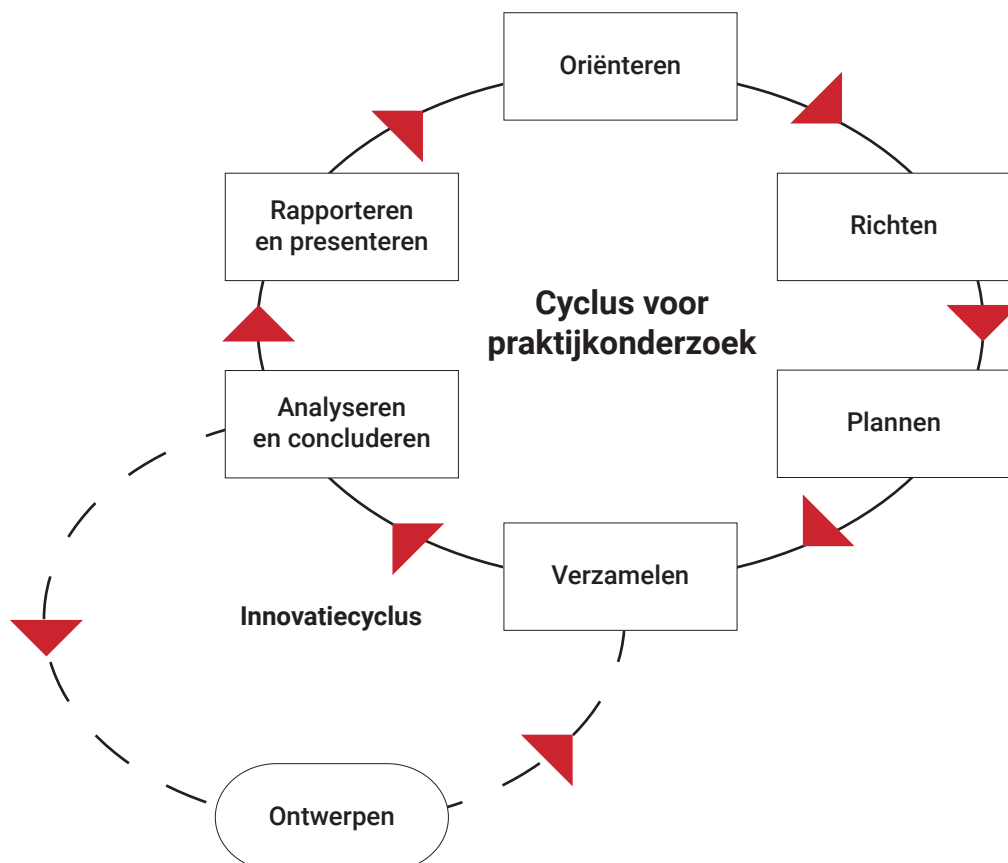 Oriënteren
Rapporteren
en presenteren
Richten
Cyclus voor
praktijkonderzoek
Analyseren
en concluderen
Plannen
Verzamelen
Innovatiecyclus
Ontwerpen